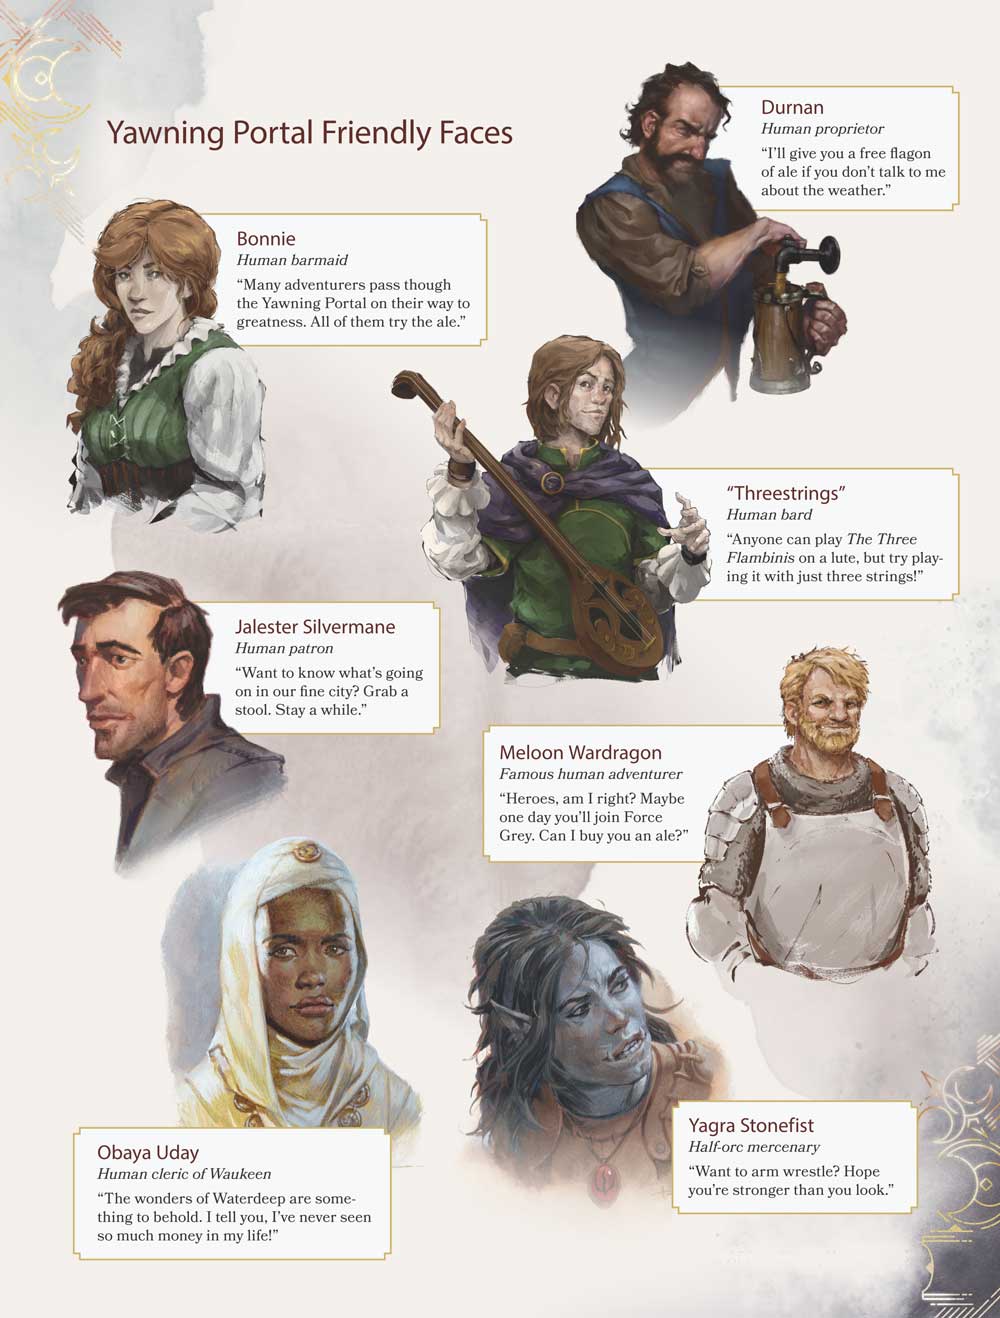 Yawning Portal Friendly Faces
Durnan
Human proprietor
“I’ll give you a free flagon
of ale if you don’t talk to me
about the weather.”
Bonnie
Human barmaid
“Many adventurers pass though
the Yawning Portal on their way to
greatness. All of them try the ale.”
“Threestrings”
Human bard
“Anyone can play The Three
Flambinis on a lute, but try play-
ing it with just three strings!”
Jalester Silvermane
Human patron
“Want to know what’s going
on in our fine city? Grab a
stool. Stay a while.”
Meloon Wardragon
Famous human adventurer
“Heroes, am I right? Maybe
one day you’ll join Force
Grey. Can I buy you an ale?”
Obaya Uday
Human cleric of Waukeen
“The wonders of Waterdeep are some-
thing to behold. I tell you, I’ve never seen
so much money in my life!”
Yagra Stonefist
Half-orc mercenary
“Want to arm wrestle? Hope
you’re stronger than you look.”